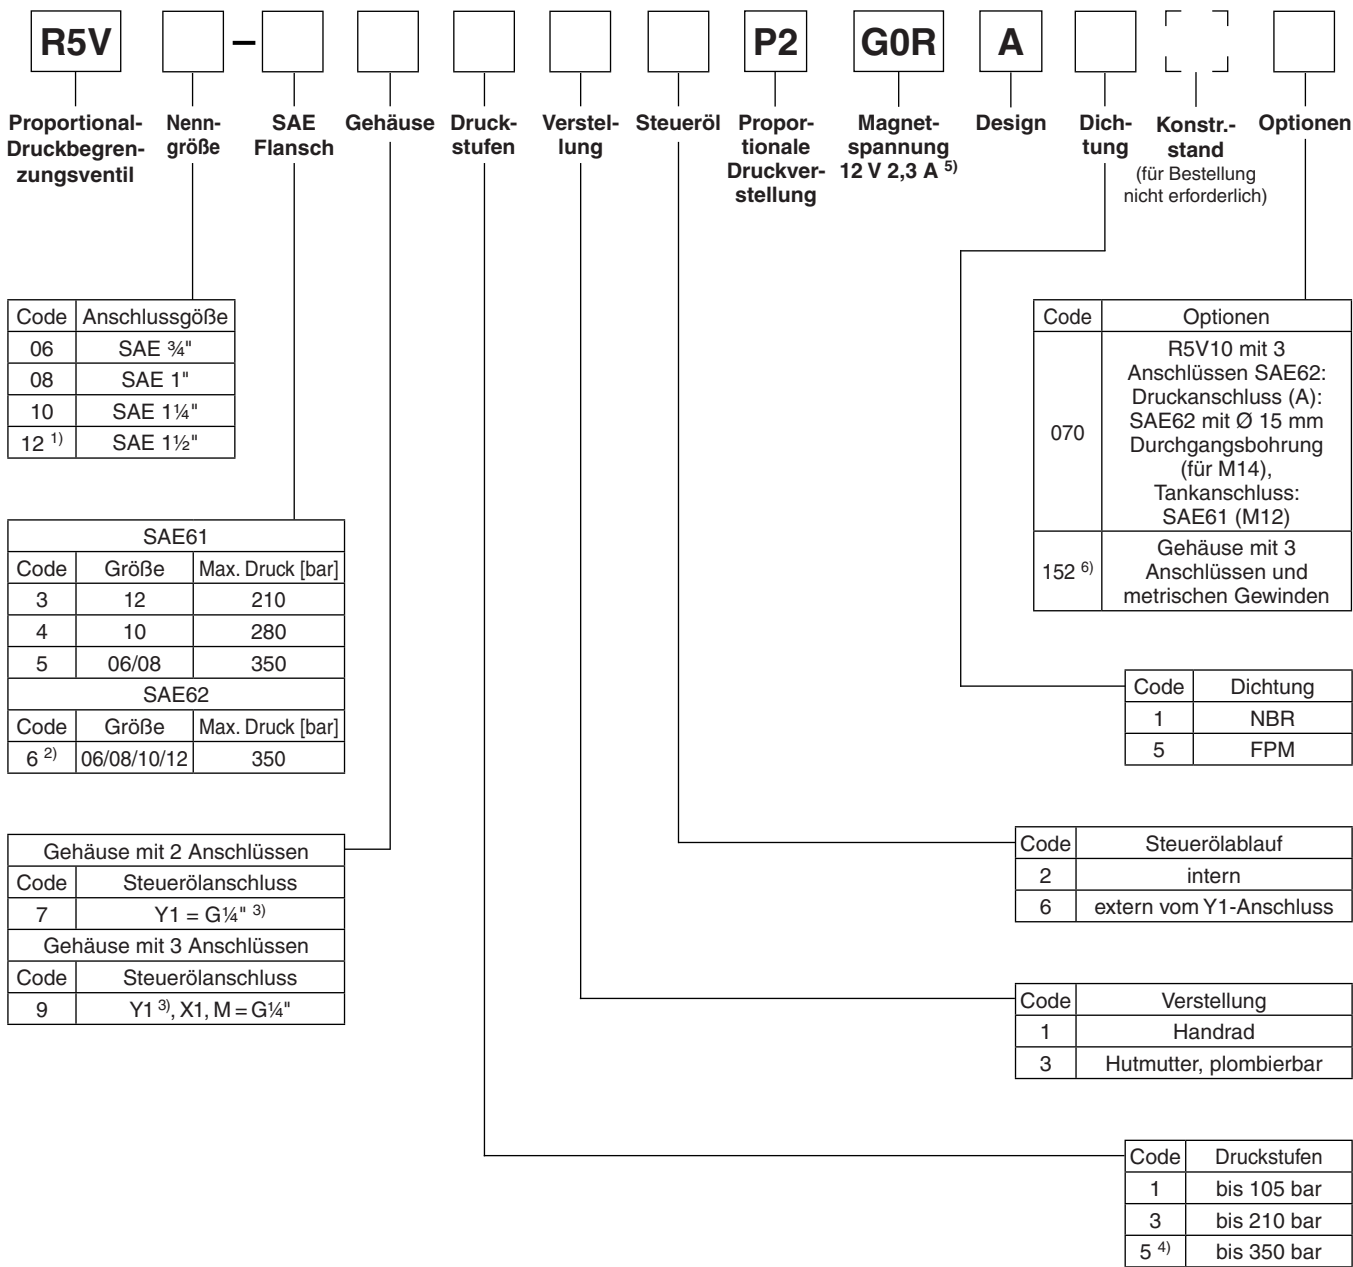 R5V – P2 G0R A
Proportional-
Druckbegren-
zungsventil
Nenn-
größe
SAE
Flansch
Gehäuse
Druck-
stufen
Verstel-
lung
Steueröl
Propor-
tionale
Druckver-
stellung
Magnet-
spannung
12 V 2,3 A 5)
Design
Dich-
tung
Konstr.-
stand
(für Bestellung
nicht erforderlich)
Optionen
Code Anschlussgöße
06 SAE ¾"
08 SAE 1"
10 SAE 1¼"
12 1) SAE 1½"
Code Optionen
070
R5V10 mit 3
Anschlüssen SAE62:
Druckanschluss (A):
SAE62 mit Ø 15 mm
Durchgangsbohrung
(für M14),
Tankanschluss:
SAE61 (M12)
152 6)
Gehäuse mit 3
Anschlüssen und
metrischen Gewinden
SAE61
Code Größe Max. Druck [bar]
3 12 210
4 10 280
5 06/08 350
SAE62
Code Größe Max. Druck [bar]
6 2) 06/08/10/12 350
Code Dichtung
1 NBR
5 FPM
Gehäuse mit 2 Anschlüssen
Code Steuerölanschluss
7 Y1 = G¼" 3)
Gehäuse mit 3 Anschlüssen
Code Steuerölanschluss
9 Y1 3), X1, M = G¼"
Code Steuerölablauf
2 intern
6 extern vom Y1-Anschluss
Code Verstellung
1 Handrad
3 Hutmutter, plombierbar
Code Druckstufen
1 bis 105 bar
3 bis 210 bar
5 4) bis 350 bar